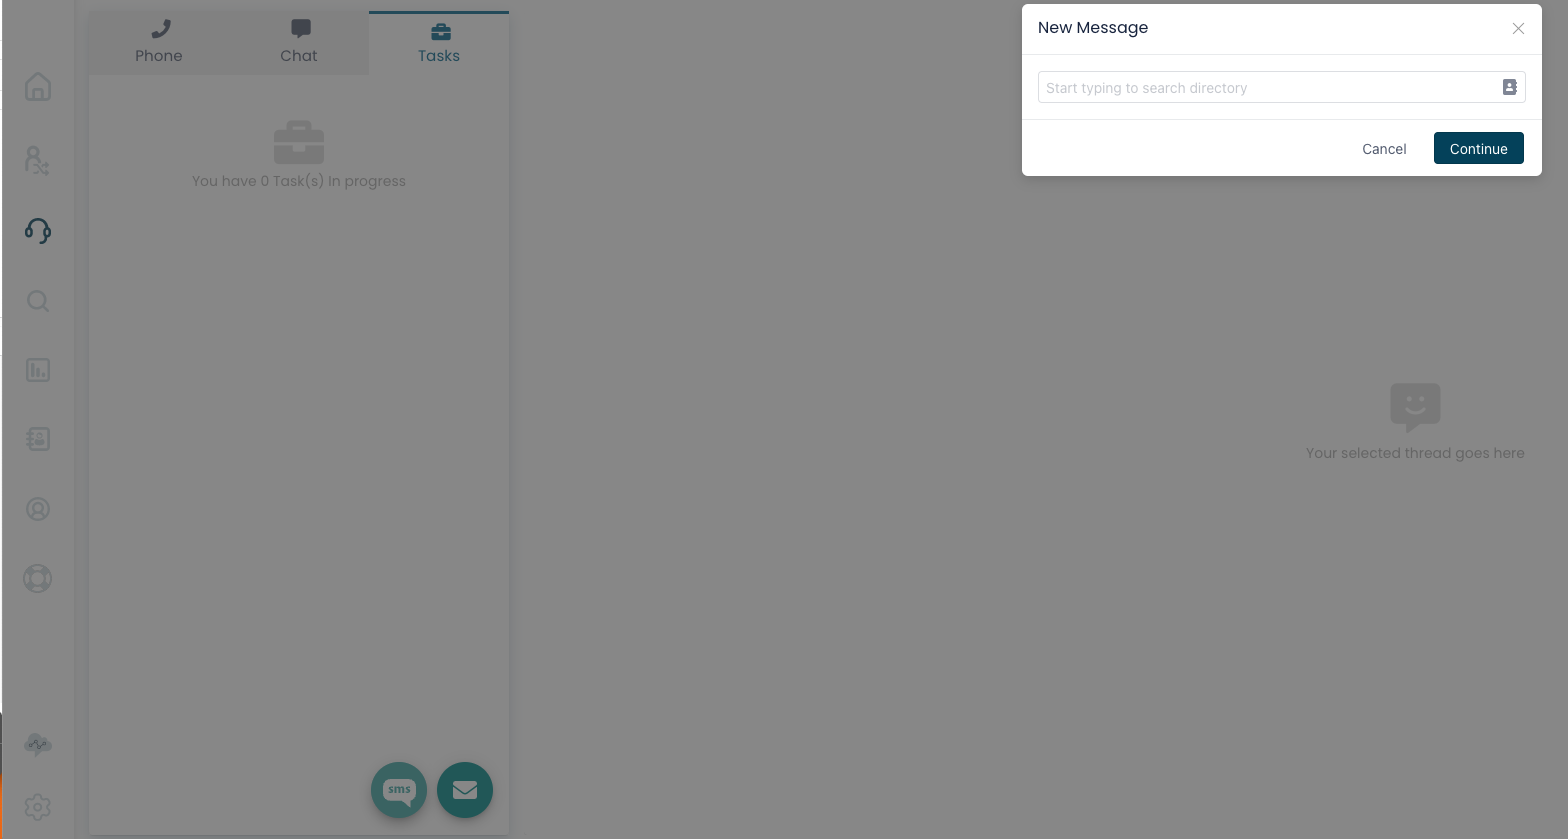 Phone
Chat
Tasks
You have 0 Task(s) In progress
sms
New Message
Start typing to search directory
Cancel
Continue
Your selected thread goes here